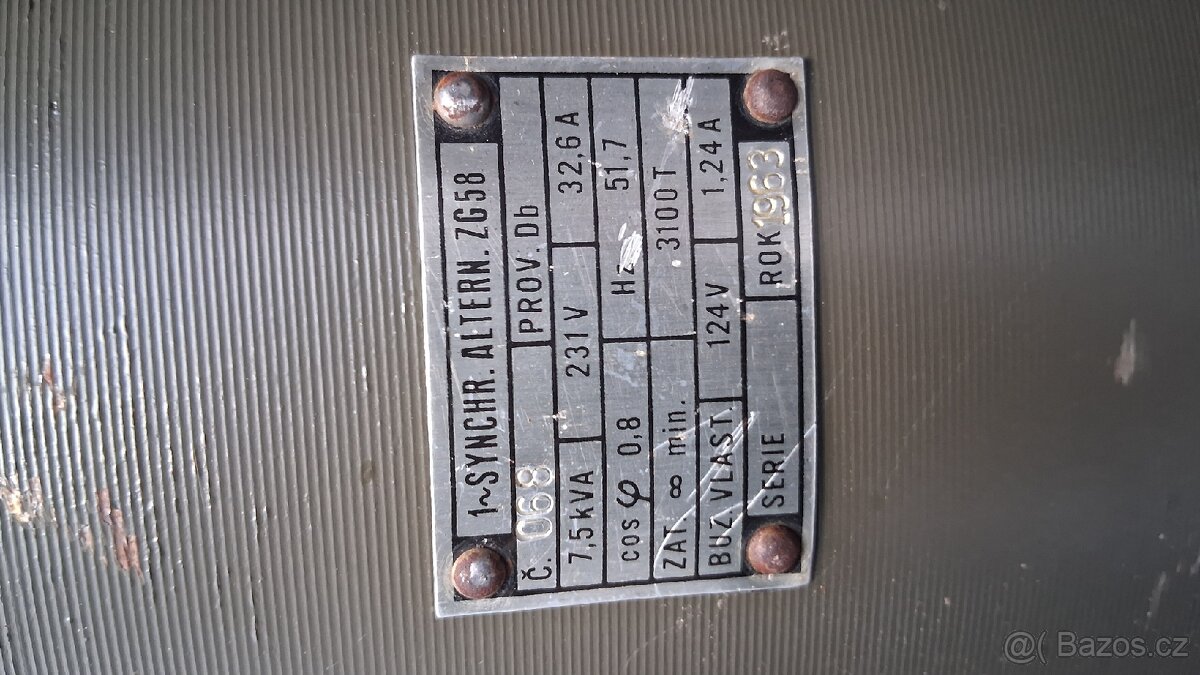 1~SYNCHR. ALTERN. ZG58
Č. 068 PROV. Db
7,5 kVA 231 V 32,6 A
cos φ 0,8 Hz 51,7
ZAT. ∞ min. 3100 T
BUZ. VLAST. 124 V 1,24 A
SERIE ROK 1963
@( Bazos.cz